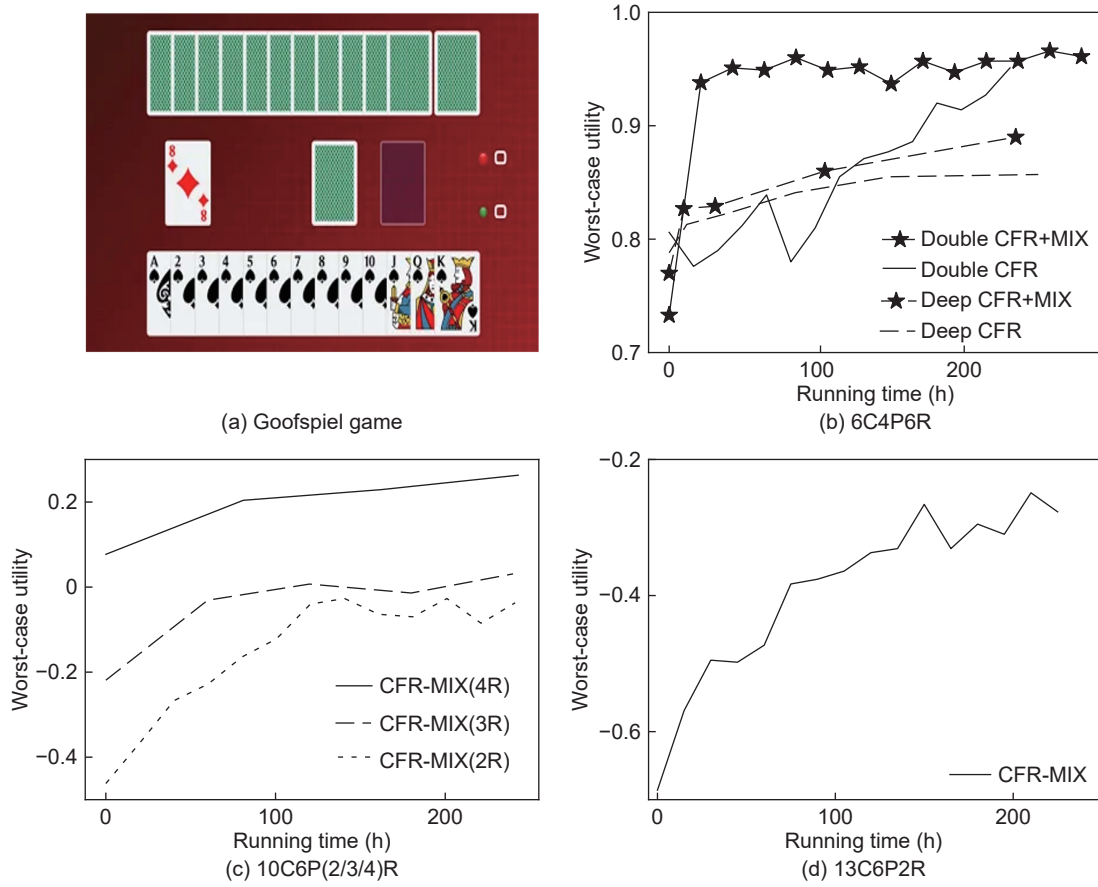 8
8
A 2 3 4 5 6 7 8 9 10 J Q K
K
(a) Goofspiel game
1.0
0.9
0.8
0.7
Worst-case utility
Double CFR+MIX
Double CFR
Deep CFR+MIX
Deep CFR
0 100 200
Running time (h)
(b) 6C4P6R
0.2
0
−0.2
−0.4
Worst-case utility
CFR-MIX(4R)
CFR-MIX(3R)
CFR-MIX(2R)
0 100 200
Running time (h)
(c) 10C6P(2/3/4)R
−0.2
−0.4
−0.6
Worst-case utility
CFR-MIX
0 100 200
Running time (h)
(d) 13C6P2R